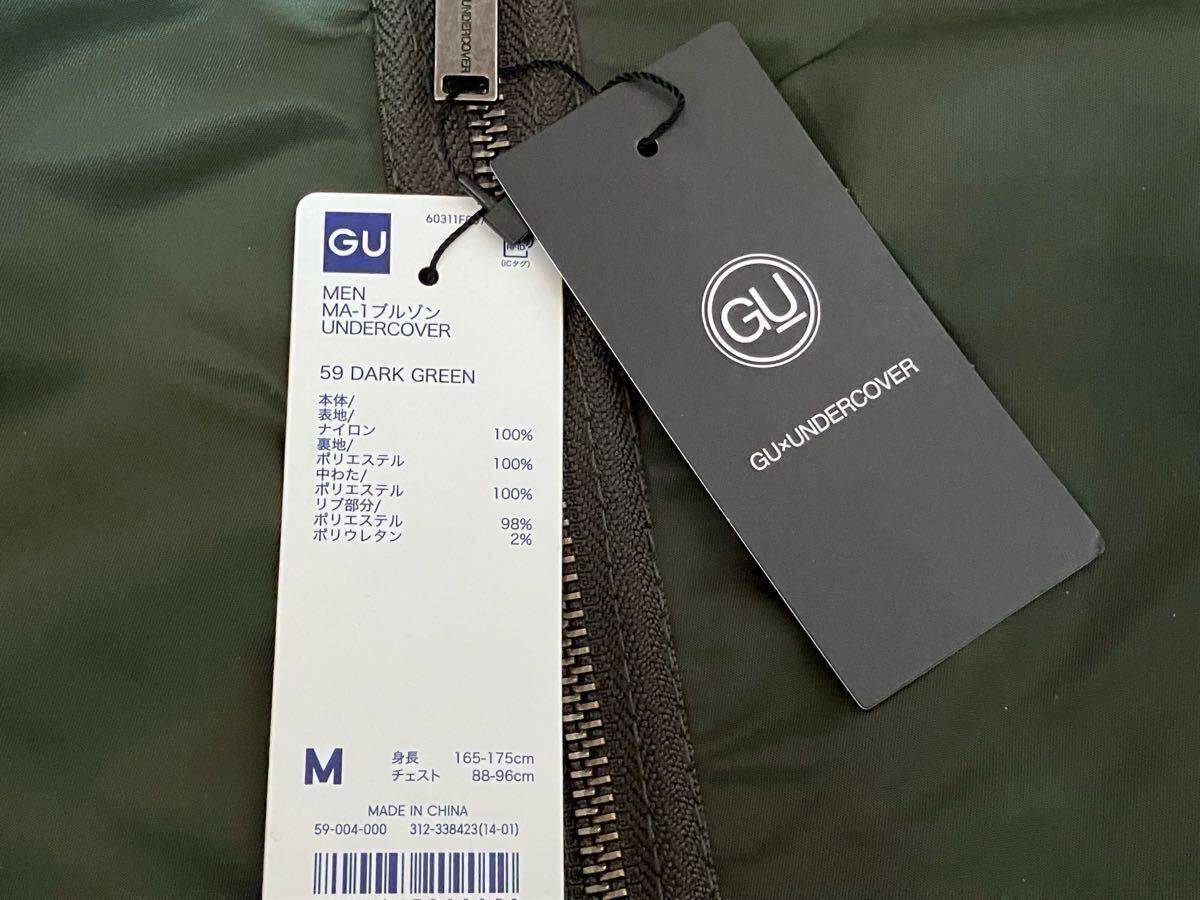 UNDERCOVER
GU
(ICタグ)
MEN
MA-1ブルゾン
UNDERCOVER
59 DARK GREEN
本体/
表地/
ナイロン 100%
裏地/
ポリエステル 100%
中わた/
ポリエステル 100%
リブ部分/
ポリエステル 98%
ポリウレタン 2%
M 身長 165-175cm
チェスト 88-96cm
MADE IN CHINA
59-004-000 312-338423(14-01)
GU
GU×UNDERCOVER